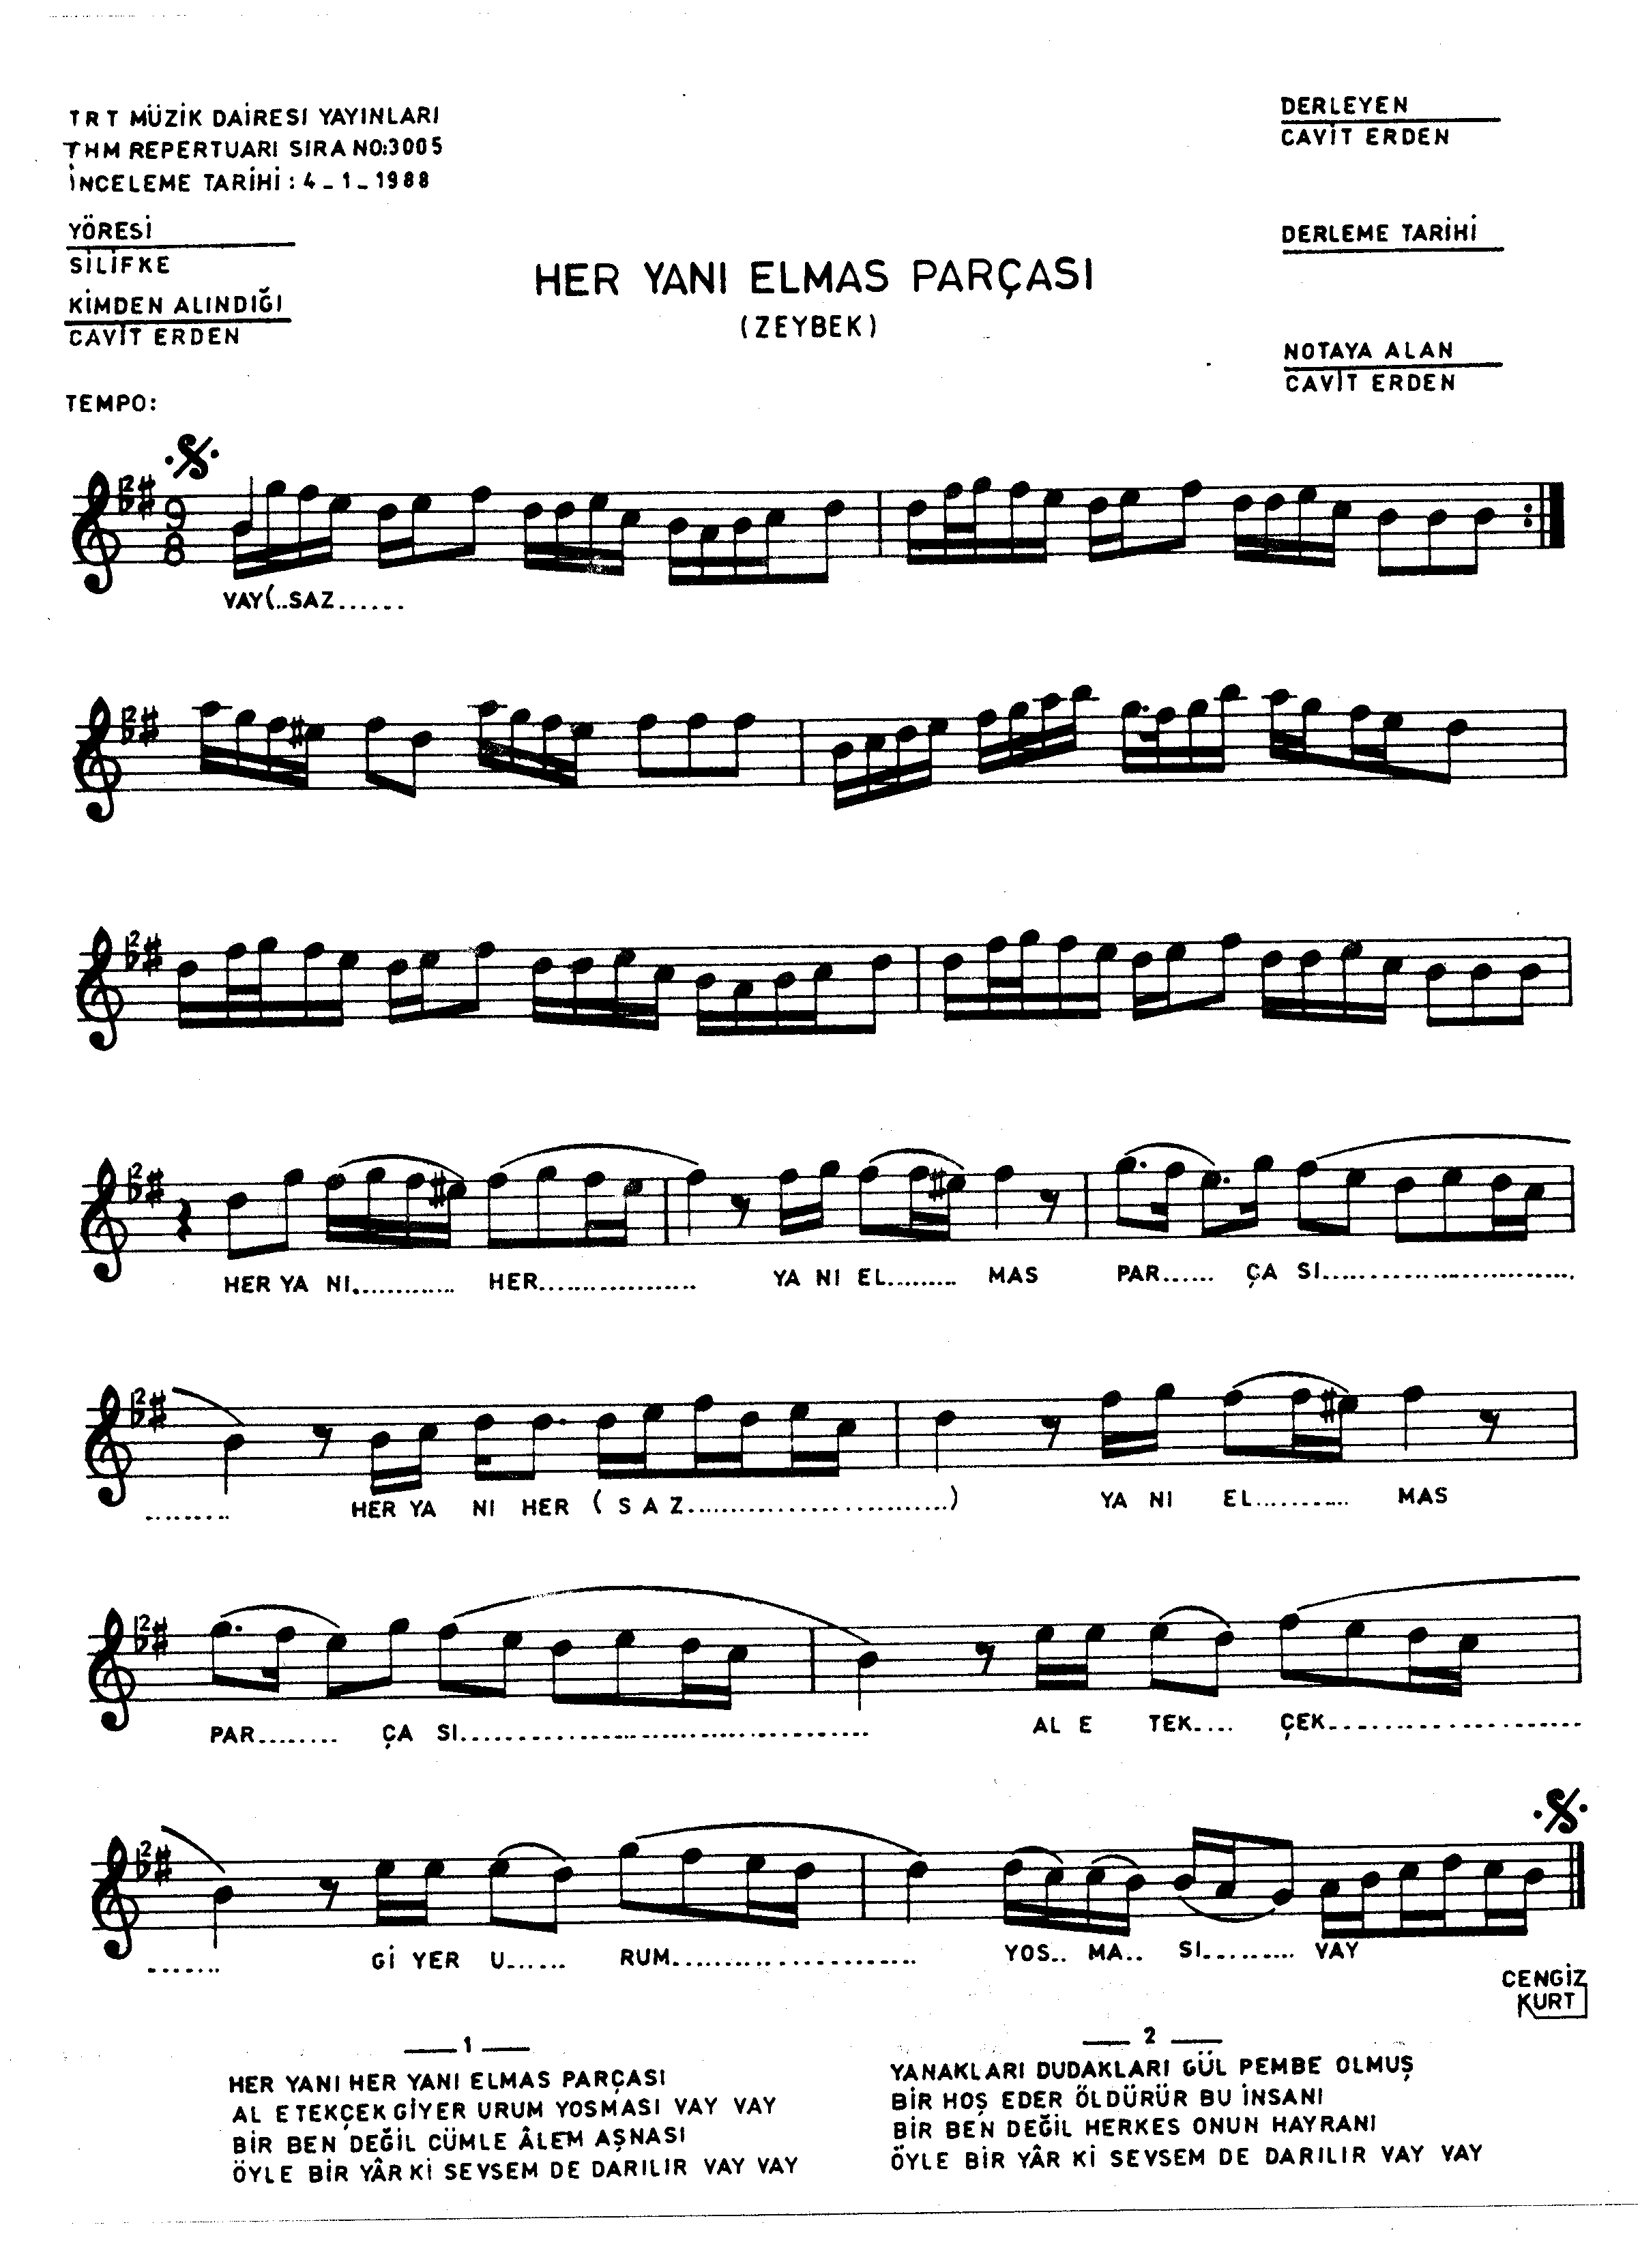 TRT MÜZİK DAİRESI YAYINLARI
THM REPERTUARI SIRA NO:3005
İNCELEME TARİHİ : 4 _ 1 _ 1988
YÖRESİ
SİLİFKE
KİMDEN ALINDIĞI
CAVİT ERDEN
TEMPO:
HER YANI ELMAS PARÇASI
(ZEYBEK)
DERLEYEN
CAVİT ERDEN
DERLEME TARİHİ
NOTAYA ALAN
CAVİT ERDEN
9
8
VAY(..SAZ......
HER YA NI............ HER.................. YA NI EL......... MAS PAR...... ÇA SI............................
......... HER YA NI HER ( S A Z..........................) YA NI EL........... MAS
PAR........ ÇA SI........................................... AL E TEK.... ÇEK......................
....... GİYER U...... RUM......................... YOS.. MA.. SI......... VAY
CENGİZ
KURT
1
HER YANI HER YANI ELMAS PARÇASI
AL E TEKÇEK GİYER URUM YOSMASI VAY VAY
BİR BEN DEĞİL CÜMLE ÂLEM AŞNASI
ÖYLE BİR YÂR Kİ SEVSEM DE DARILIR VAY VAY
2
YANAKLARI DUDAKLARI GÜL PEMBE OLMUŞ
BİR HOŞ EDER ÖLDÜRÜR BU İNSANI
BİR BEN DEĞİL HERKES ONUN HAYRANI
ÖYLE BİR YÂR Kİ SEVSEM DE DARILIR VAY VAY